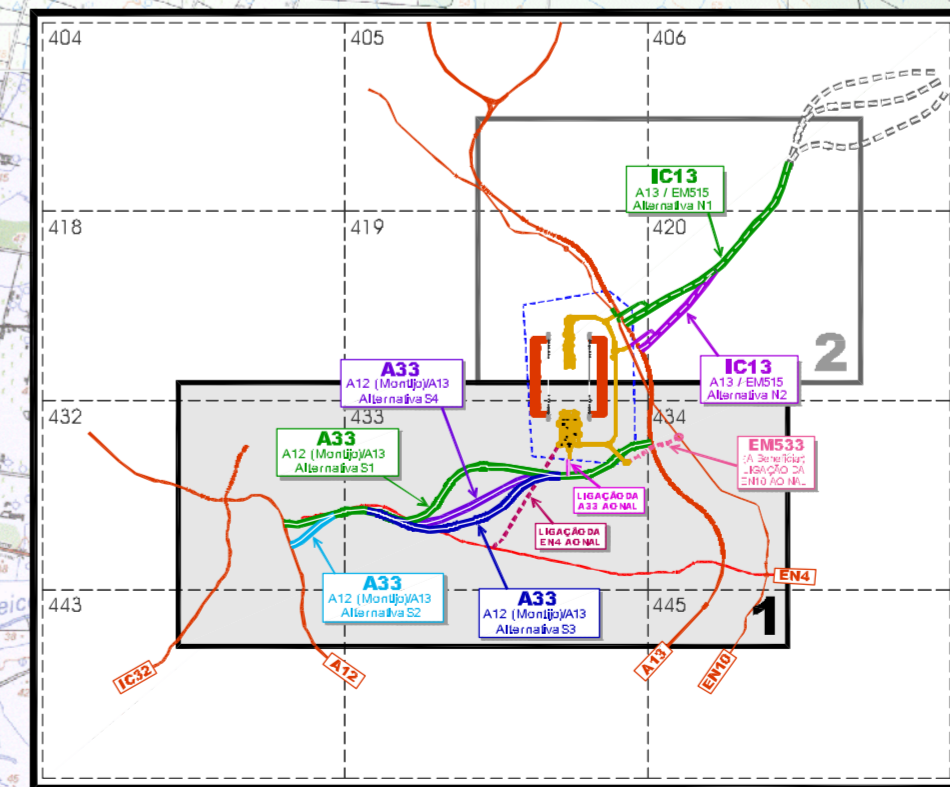 404
405
406
IC13
A13 / EM515
Alternativa N1
418
419
420
2
A33
A12 (Montijo)/A13
Alternativa S4
IC13
A13 / EM515
Alternativa N2
432
433
434
A33
A12 (Montijo)/A13
Alternativa S1
EM533
(A Beneficiar)
LIGAÇÃO DA
EN10 AO NAL
LIGAÇÃO DA
A33 AO NAL
LIGAÇÃO DA
EN4 AO NAL
EN4
A33
A12 (Montijo)/A13
Alternativa S2
A33
A12 (Montijo)/A13
Alternativa S3
443
445
1
IC32
A12
A13
EN10